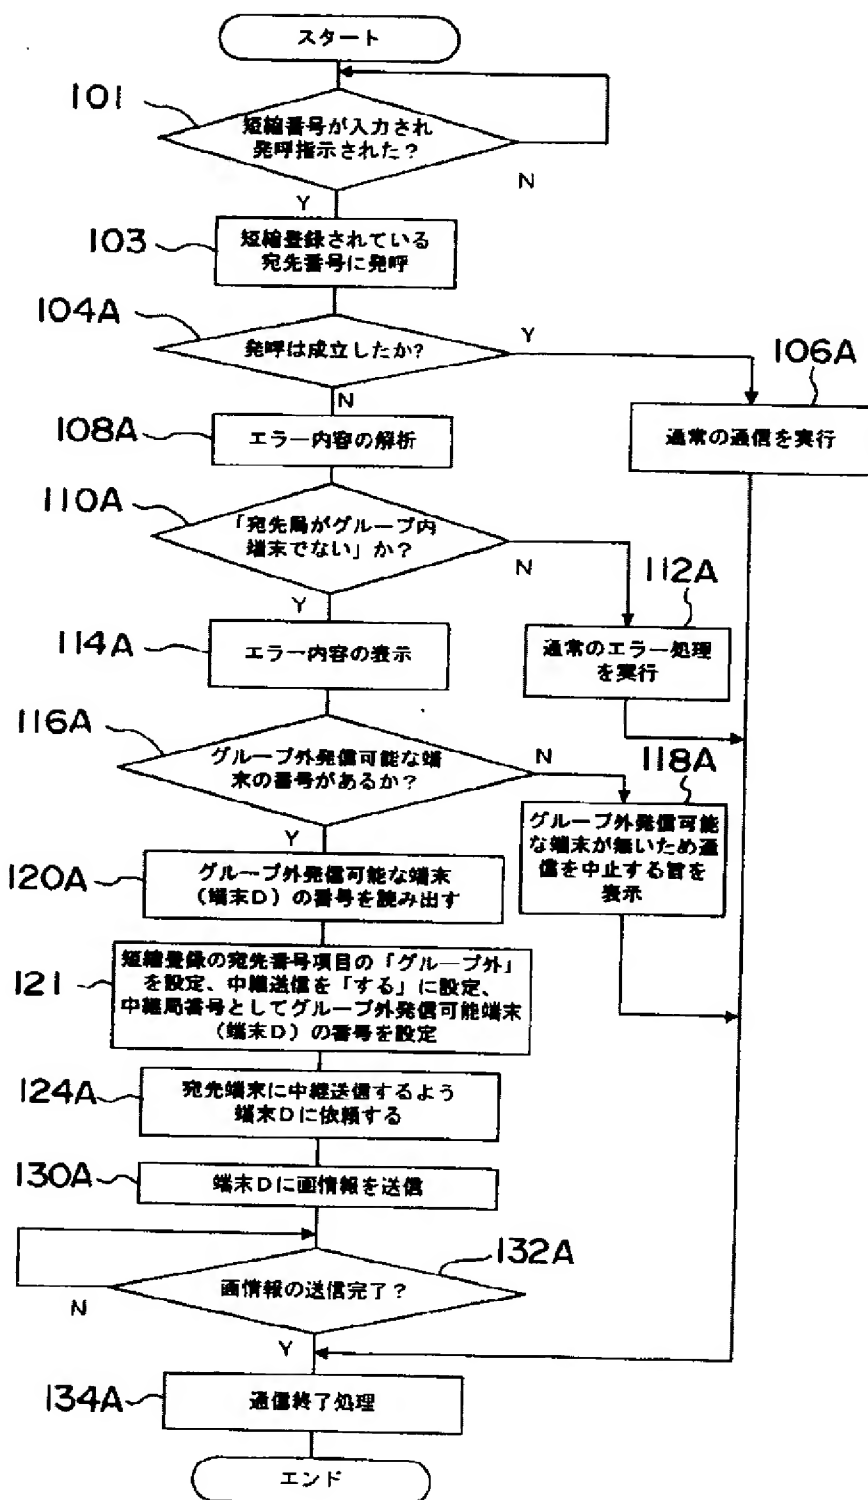 スタート
101
短縮番号が入力され
発呼指示された？
N
Y
103
短縮登録されている
宛先番号に発呼
104A
発呼は成立したか?
Y
N
106A
通常の通信を実行
108A
エラー内容の解析
110A
「宛先局がグループ内
端末でない」か？
N
Y
112A
通常のエラー処理
を実行
114A
エラー内容の表示
116A
グループ外発信可能な端
末の番号があるか？
N
Y
118A
グループ外発信可能
な端末が無いため通
信を中止する旨を
表示
120A
グループ外発信可能な端末
（端末D）の番号を読み出す
121
短縮登録の宛先番号項目の「グループ外」
を設定、中継送信を「する」に設定、
中継局番号としてグループ外発信可能端末
（端末D）の番号を設定
124A
宛先端末に中継送信するよう
端末Dに依頼する
130A
端末Dに画情報を送信
132A
画情報の送信完了？
N
Y
134A
通信終了処理
エンド